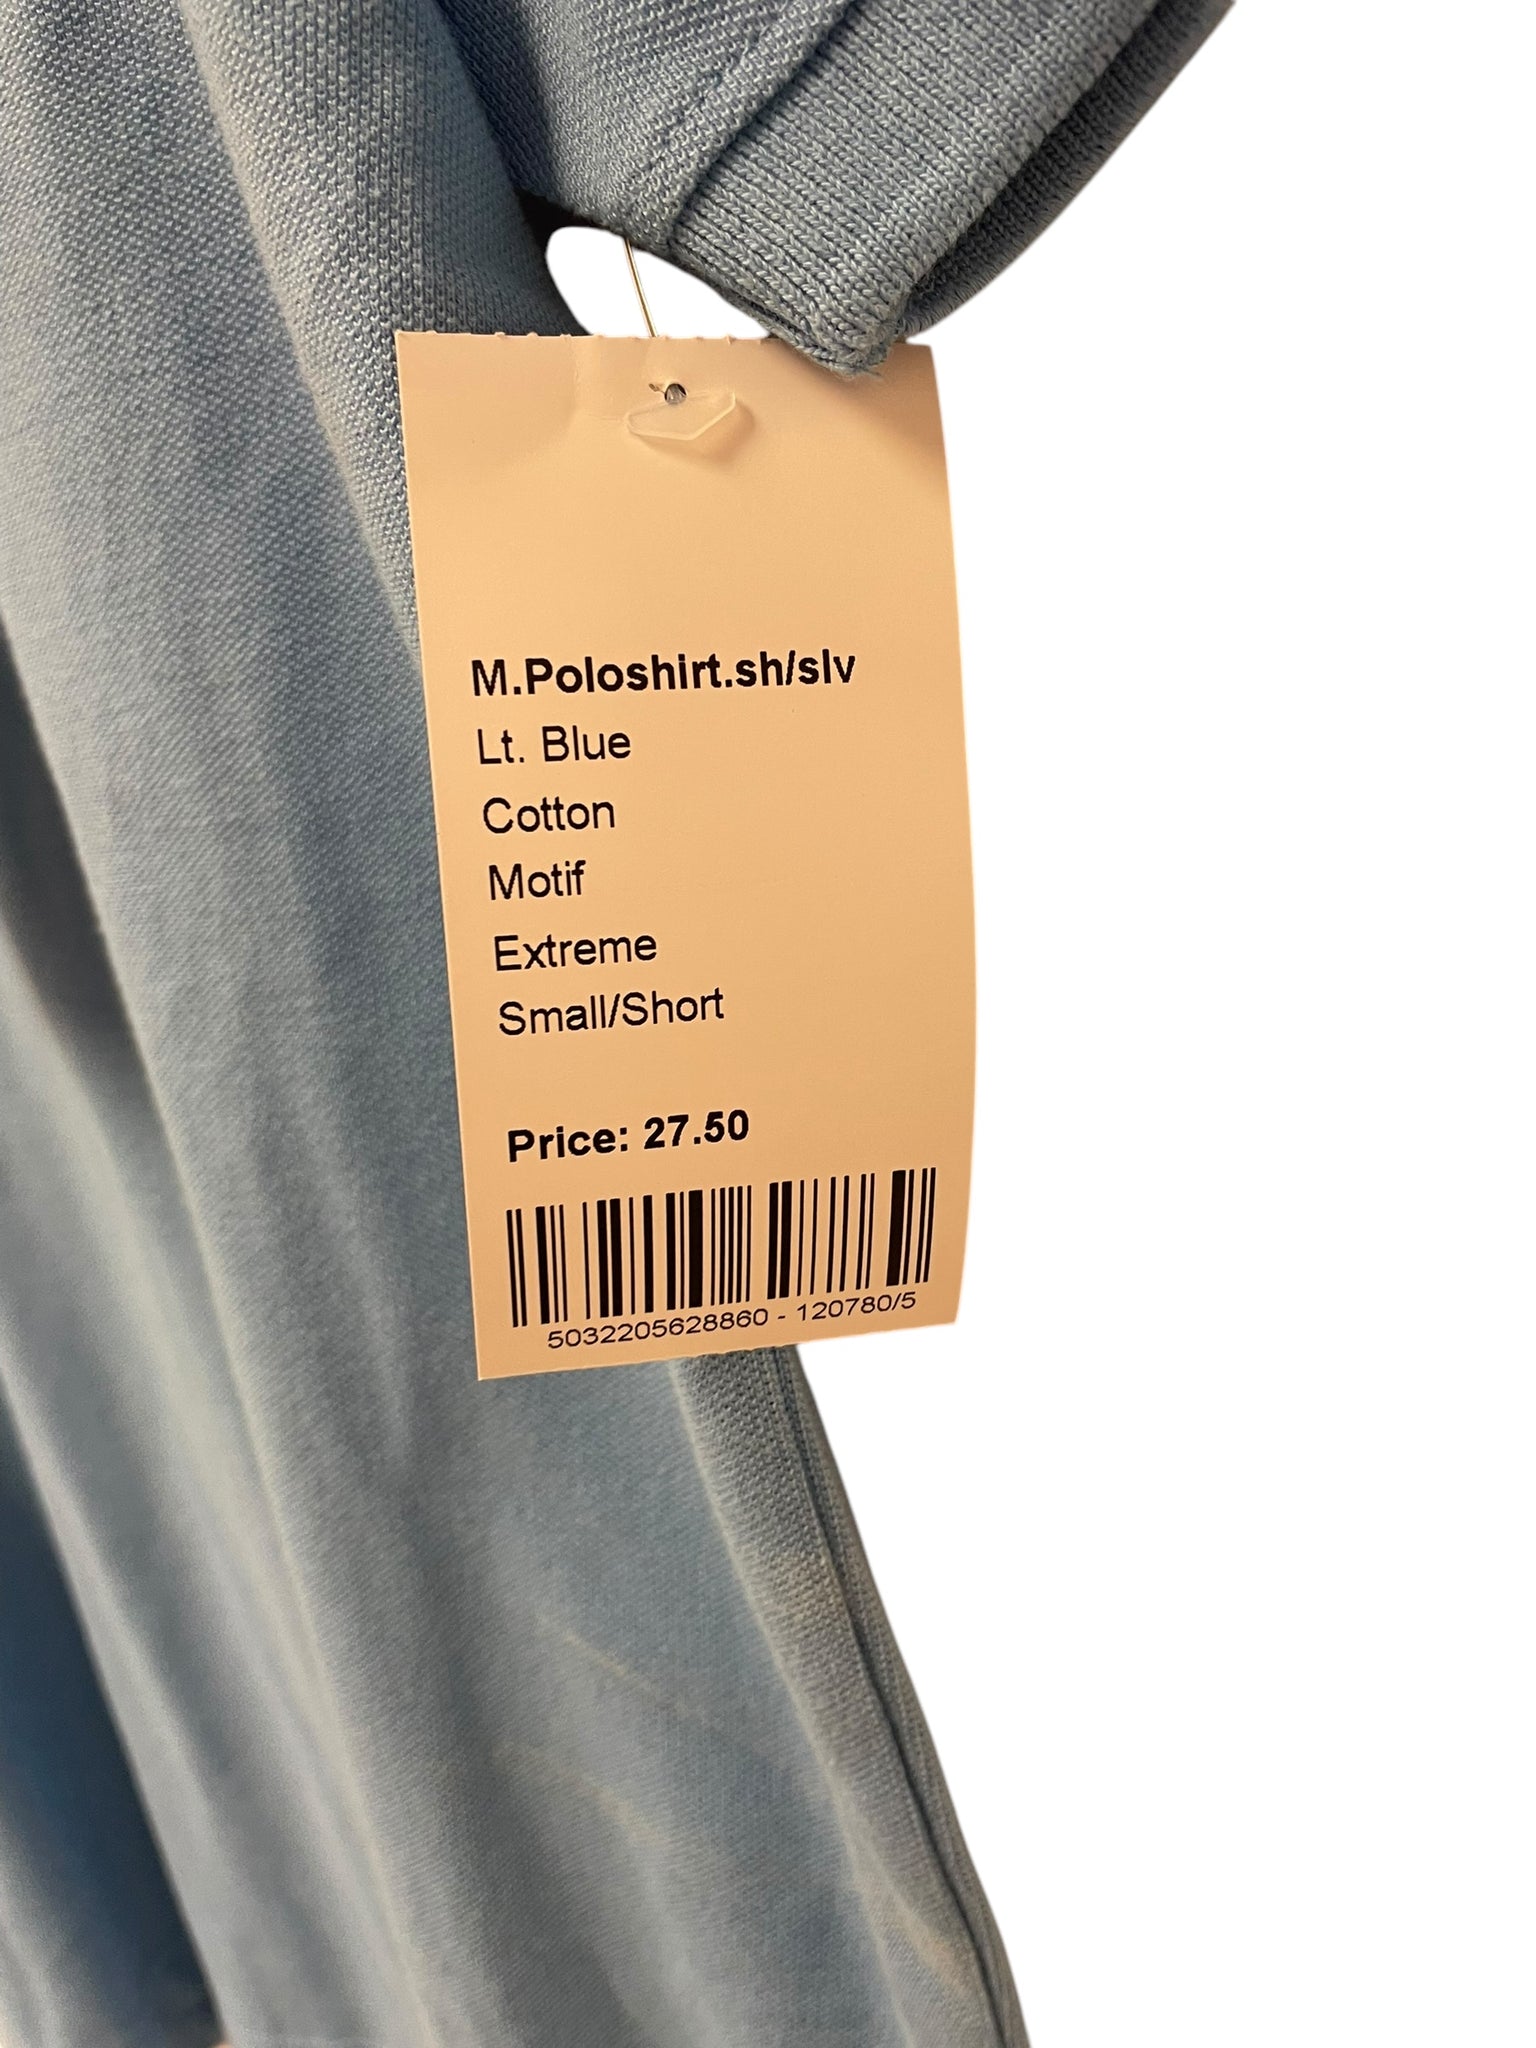 M.Poloshirt.sh/slv
Lt. Blue
Cotton
Motif
Extreme
Small/Short
Price: 27.50
5032205628860 - 120780/5